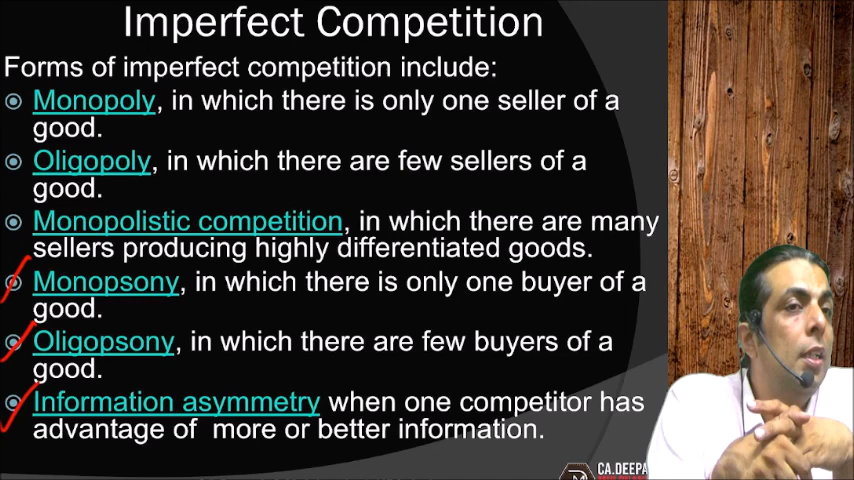 Imperfect Competition
Forms of imperfect competition include:
Monopoly, in which there is only one seller of a
good.
Oligopoly, in which there are few sellers of a
good.
Monopolistic competition, in which there are many
sellers producing highly differentiated goods.
Monopsony, in which there is only one buyer of a
good.
Oligopsony, in which there are few buyers of a
good.
Information asymmetry when one competitor has
advantage of more or better information.
CA.DEEPA